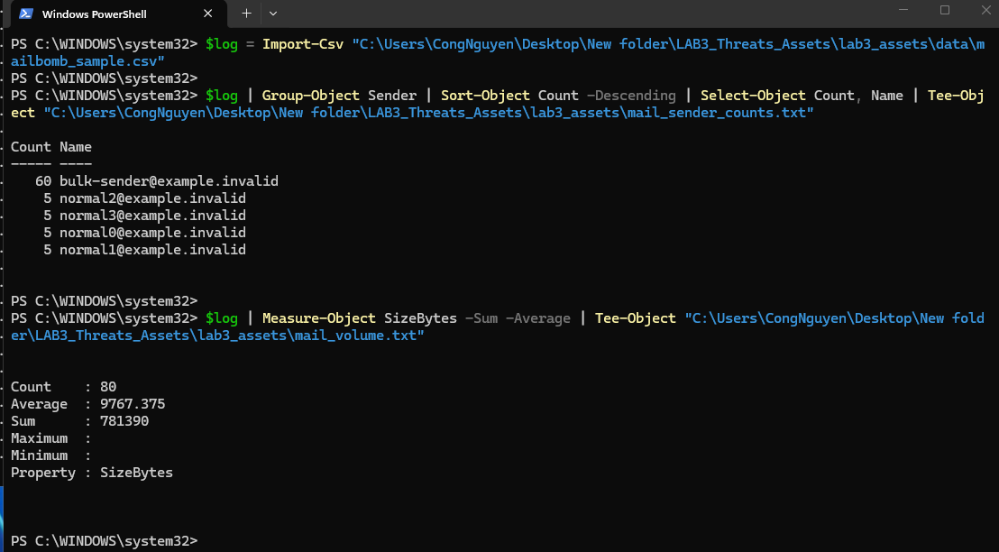 Windows PowerShell
PS C:\WINDOWS\system32> $log = Import-Csv "C:\Users\CongNguyen\Desktop\New folder\LAB3_Threats_Assets\lab3_assets\data\m
ailbomb_sample.csv"
PS C:\WINDOWS\system32>
PS C:\WINDOWS\system32> $log | Group-Object Sender | Sort-Object Count -Descending | Select-Object Count, Name | Tee-Obj
ect "C:\Users\CongNguyen\Desktop\New folder\LAB3_Threats_Assets\lab3_assets\mail_sender_counts.txt"
Count Name
----- ----
60 bulk-sender@example.invalid
5 normal2@example.invalid
5 normal3@example.invalid
5 normal0@example.invalid
5 normal1@example.invalid
PS C:\WINDOWS\system32>
PS C:\WINDOWS\system32> $log | Measure-Object SizeBytes -Sum -Average | Tee-Object "C:\Users\CongNguyen\Desktop\New fold
er\LAB3_Threats_Assets\lab3_assets\mail_volume.txt"
Count    : 80
Average  : 9767.375
Sum      : 781390
Maximum  :
Minimum  :
Property : SizeBytes
PS C:\WINDOWS\system32>